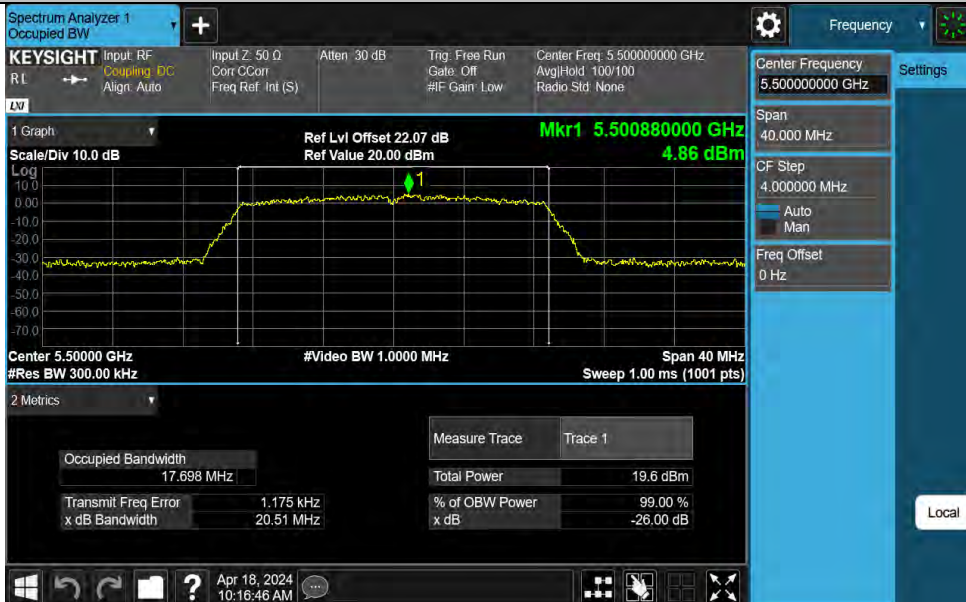 Spectrum Analyzer 1
Occupied BW
+
Frequency
KEYSIGHT
Input: RF
Coupling: DC
Align: Auto
R L
LXI
Input Z: 50 Ω
Corr CCorr
Freq Ref: Int (S)
Atten: 30 dB
Trig: Free Run
Gate: Off
#IF Gain: Low
Center Freq: 5.500000000 GHz
Avg|Hold: 100/100
Radio Std: None
Center Frequency
5.500000000 GHz
Settings
Span
40.000 MHz
CF Step
4.000000 MHz
Auto
Man
Freq Offset
0 Hz
Local
1 Graph
Scale/Div 10.0 dB
Ref Lvl Offset 22.07 dB
Ref Value 20.00 dBm
Mkr1 5.500880000 GHz
4.86 dBm
Log
10.0
0.00
-10.0
-20.0
-30.0
-40.0
-50.0
-60.0
-70.0
1
Center 5.50000 GHz
#Res BW 300.00 kHz
#Video BW 1.0000 MHz
Span 40 MHz
Sweep 1.00 ms (1001 pts)
2 Metrics
Occupied Bandwidth
17.698 MHz
Transmit Freq Error 1.175 kHz
x dB Bandwidth 20.51 MHz
Measure Trace Trace 1
Total Power 19.6 dBm
% of OBW Power 99.00 %
x dB -26.00 dB
?
Apr 18, 2024
10:16:46 AM